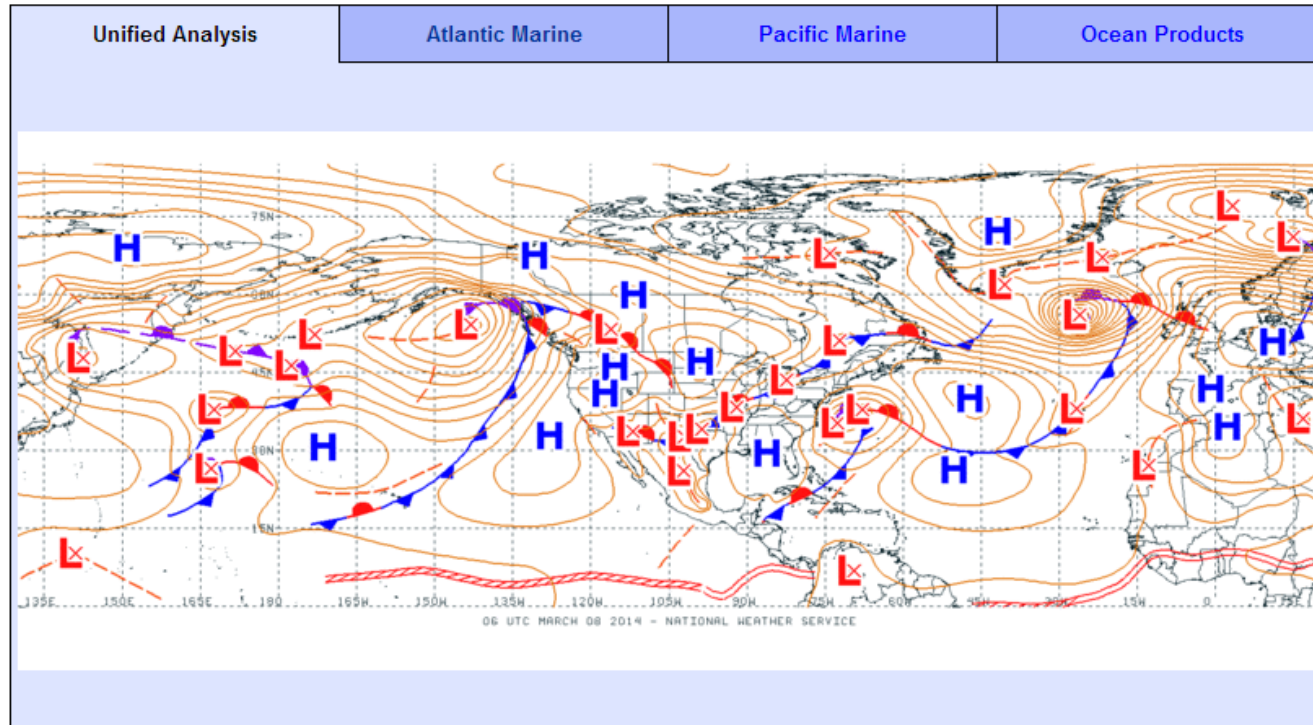 Unified Analysis Atlantic Marine Pacific Marine Ocean Products
L
75N
H L
H H L L
H L
60N
L L L L L
L L L H H H
45N
L H H H
L L L L L
L H L L L H
H L H
30N
L L H L
15N
L L
135E 150E 165E 180 165W 150W 135W 120W 105W 90W 75W 60W 45W 30W 15W 0 15E
06 UTC MARCH 08 2014 - NATIONAL WEATHER SERVICE